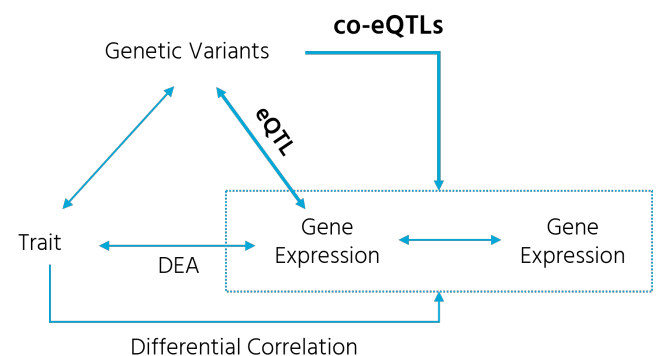 co-eQTLs
Genetic Variants
eQTL
Trait
DEA
Gene
Expression
Gene
Expression
Differential Correlation